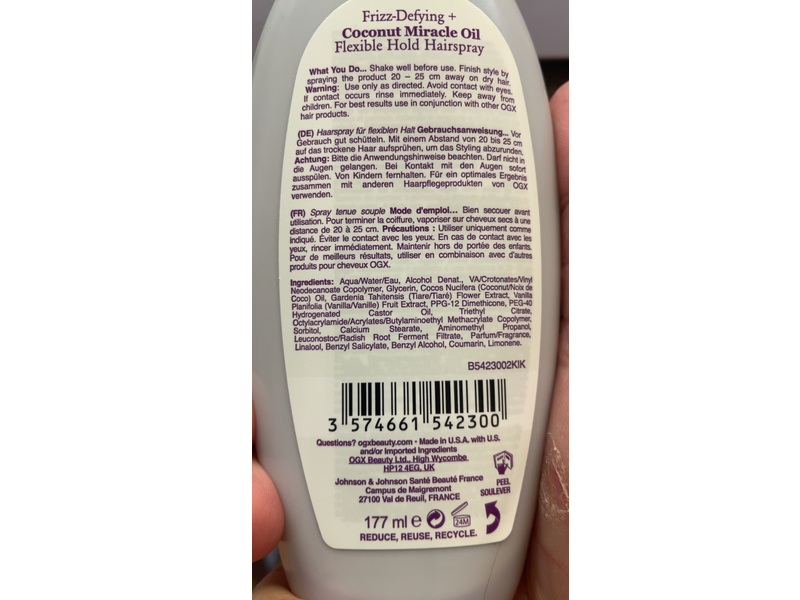 Frizz-Defying +
Coconut Miracle Oil
Flexible Hold Hairspray
What You Do... Shake well before use. Finish style by
spraying the product 20 – 25 cm away on dry hair.
Warning: Use only as directed. Avoid contact with eyes.
If contact occurs rinse immediately. Keep away from
children. For best results use in conjunction with other OGX
hair products.
(DE) Haarspray für flexiblen Halt Gebrauchsanweisung... Vor
Gebrauch gut schütteln. Mit einem Abstand von 20 bis 25 cm
auf das trockene Haar aufsprühen, um das Styling abzurunden.
Achtung: Bitte die Anwendungshinweise beachten. Darf nicht in
die Augen gelangen. Bei Kontakt mit den Augen sofort
ausspülen. Von Kindern fernhalten. Für ein optimales Ergebnis
zusammen mit anderen Haarpflegeprodukten von OGX
verwenden.
(FR) Spray tenue souple Mode d'emploi... Bien secouer avant
utilisation. Pour terminer la coiffure, vaporiser sur cheveux secs à une
distance de 20 à 25 cm. Précautions : Utiliser uniquement comme
indiqué. Éviter le contact avec les yeux. En cas de contact avec les
yeux, rincer immédiatement. Maintenir hors de portée des enfants.
Pour de meilleurs résultats, utiliser en combinaison avec d'autres
produits pour cheveux OGX.
Ingredients: Aqua/Water/Eau, Alcohol Denat., VA/Crotonates/Vinyl
Neodecanoate Copolymer, Glycerin, Cocos Nucifera (Coconut/Noix de
Coco) Oil, Gardenia Tahitensis (Tiare/Tiaré) Flower Extract, Vanilla
Planifolia (Vanilla/Vanille) Fruit Extract, PPG-12 Dimethicone, PEG-40
Hydrogenated Castor Oil, Triethyl Citrate,
Octylacrylamide/Acrylates/Butylaminoethyl Methacrylate Copolymer,
Sorbitol, Calcium Stearate, Aminomethyl Propanol,
Leuconostoc/Radish Root Ferment Filtrate, Parfum/Fragrance,
Linalool, Benzyl Salicylate, Benzyl Alcohol, Coumarin, Limonene.
B5423002KIK
3 574661 542300
Questions? ogxbeauty.com • Made in U.S.A. with U.S.
and/or Imported Ingredients
OGX Beauty Ltd., High Wycombe
HP12 4EG, UK
Johnson & Johnson Santé Beauté France
Campus de Maigremont
27100 Val de Reuil, FRANCE
PEEL
SOULEVER
177 ml e 24M
REDUCE, REUSE, RECYCLE.